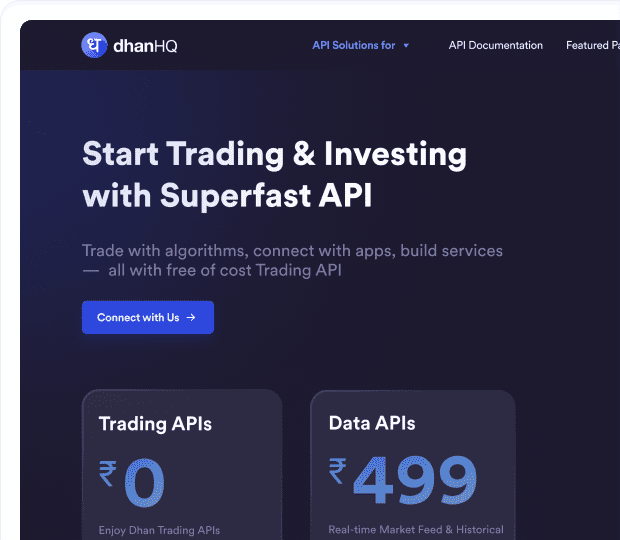 ध dhanHQ
API Solutions for
API Documentation
Featured Pa
Start Trading & Investing
with Superfast API
Trade with algorithms, connect with apps, build services
— all with free of cost Trading API
Connect with Us →
Trading APIs
₹0
Enjoy Dhan Trading APIs
Data APIs
₹499
Real-time Market Feed & Historical